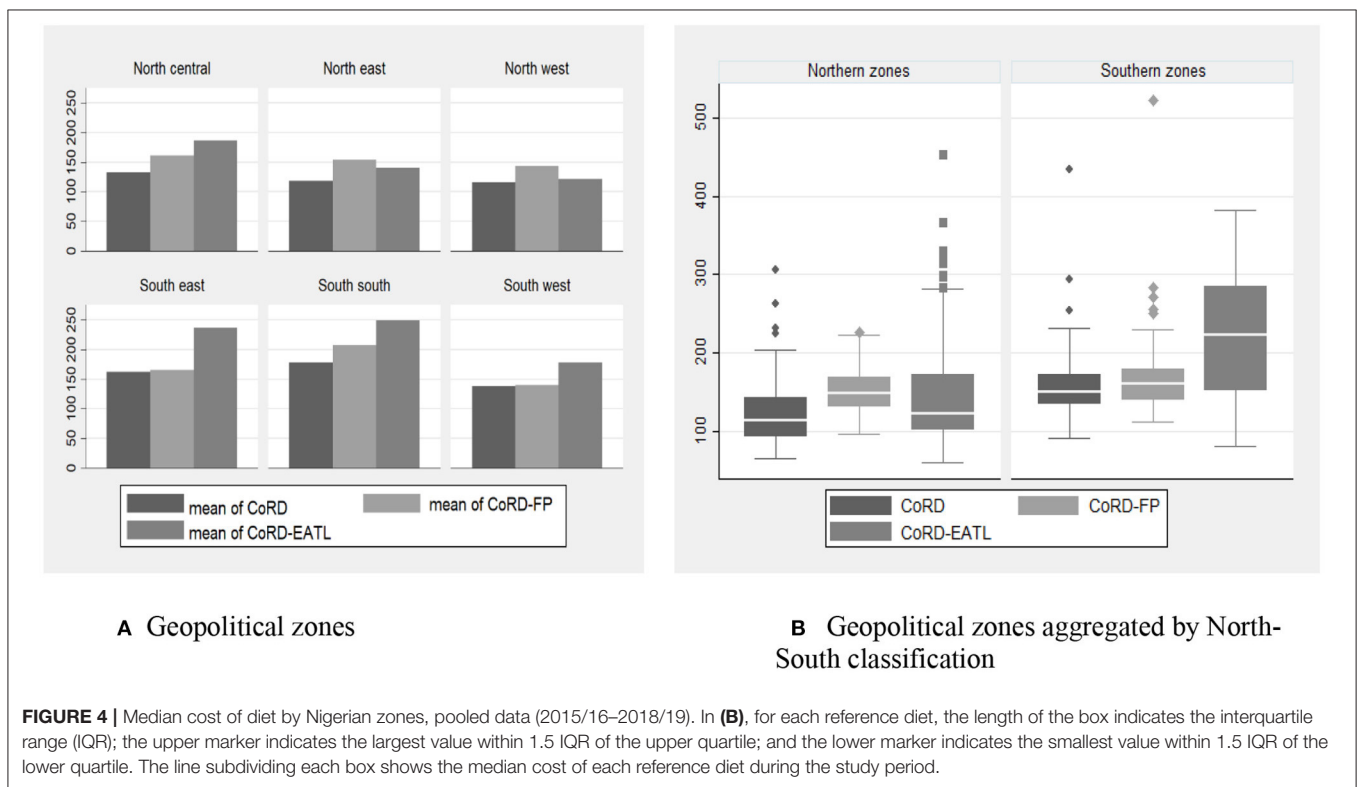 North central North east North west
0 50 100 150 200 250
South east South south South west
0 50 100 150 200 250
mean of CoRD mean of CoRD-FP
mean of CoRD-EATL
A Geopolitical zones
Northern zones Southern zones
500
400
300
200
100
CoRD CoRD-FP
CoRD-EATL
B Geopolitical zones aggregated by North-
South classification
FIGURE 4 | Median cost of diet by Nigerian zones, pooled data (2015/16–2018/19). In (B), for each reference diet, the length of the box indicates the interquartile
range (IQR); the upper marker indicates the largest value within 1.5 IQR of the upper quartile; and the lower marker indicates the smallest value within 1.5 IQR of the
lower quartile. The line subdividing each box shows the median cost of each reference diet during the study period.